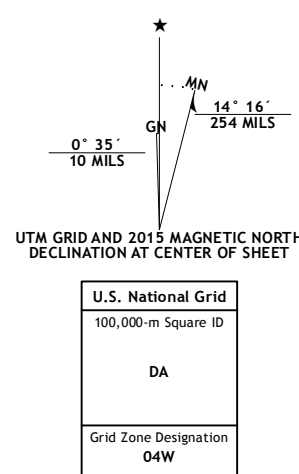 ★
MN
GN
14° 16´
254 MILS
0° 35´
10 MILS
UTM GRID AND 2015 MAGNETIC NORTH
DECLINATION AT CENTER OF SHEET
U.S. National Grid
100,000-m Square ID
DA
Grid Zone Designation
04W